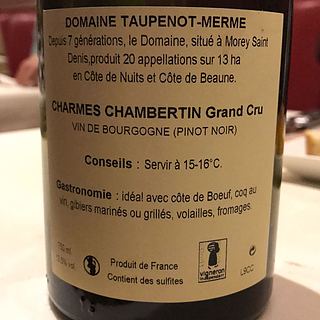 DOMAINE TAUPENOT-MERME
Depuis 7 générations, le Domaine, situé à Morey Saint
Denis,produit 20 appellations sur 13 ha
en Côte de Nuits et Côte de Beaune.
CHARMES CHAMBERTIN Grand Cru
VIN DE BOURGOGNE (PINOT NOIR)
Conseils : Servir à 15-16°C.
Gastronomie : idéal avec côte de Boeuf, coq au
vin, gibiers marinés ou grillés, volailles, fromages
750 ml
13,5% vol.
Produit de France
Contient des sulfites
vigneron